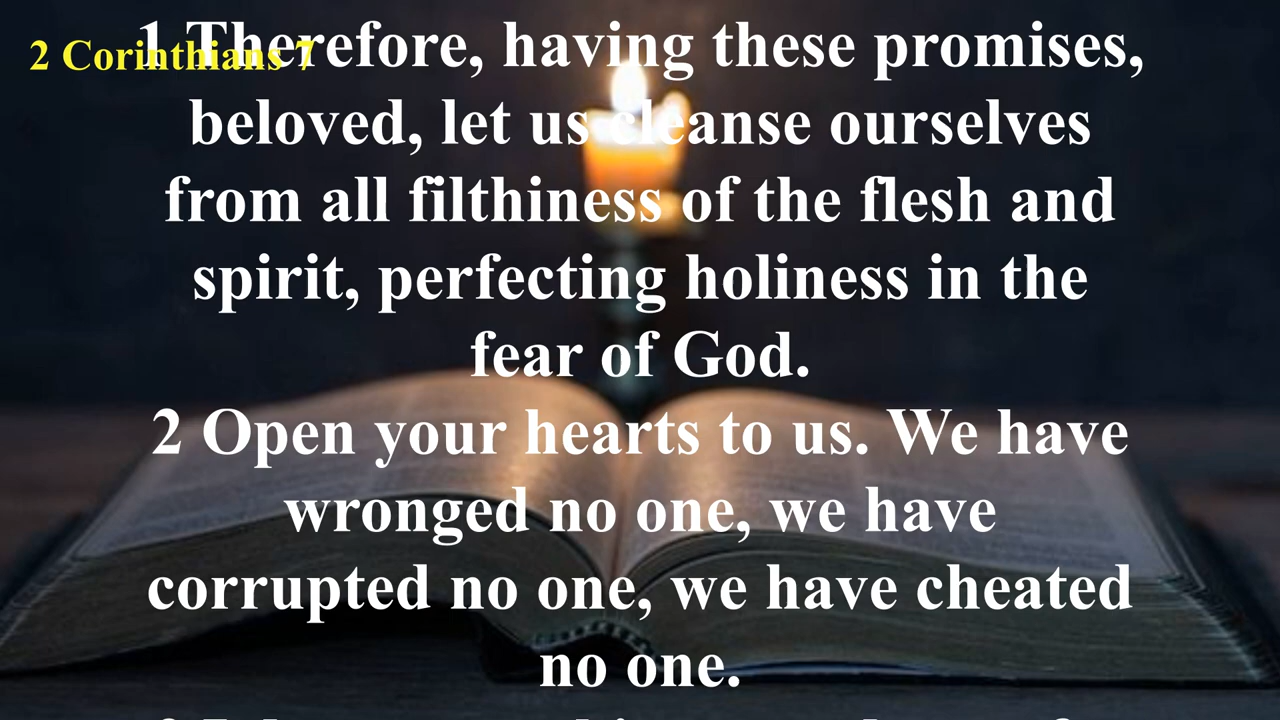 2 Corinthians 7
1 Therefore, having these promises,
beloved, let us cleanse ourselves
from all filthiness of the flesh and
spirit, perfecting holiness in the
fear of God.
2 Open your hearts to us. We have
wronged no one, we have
corrupted no one, we have cheated
no one.